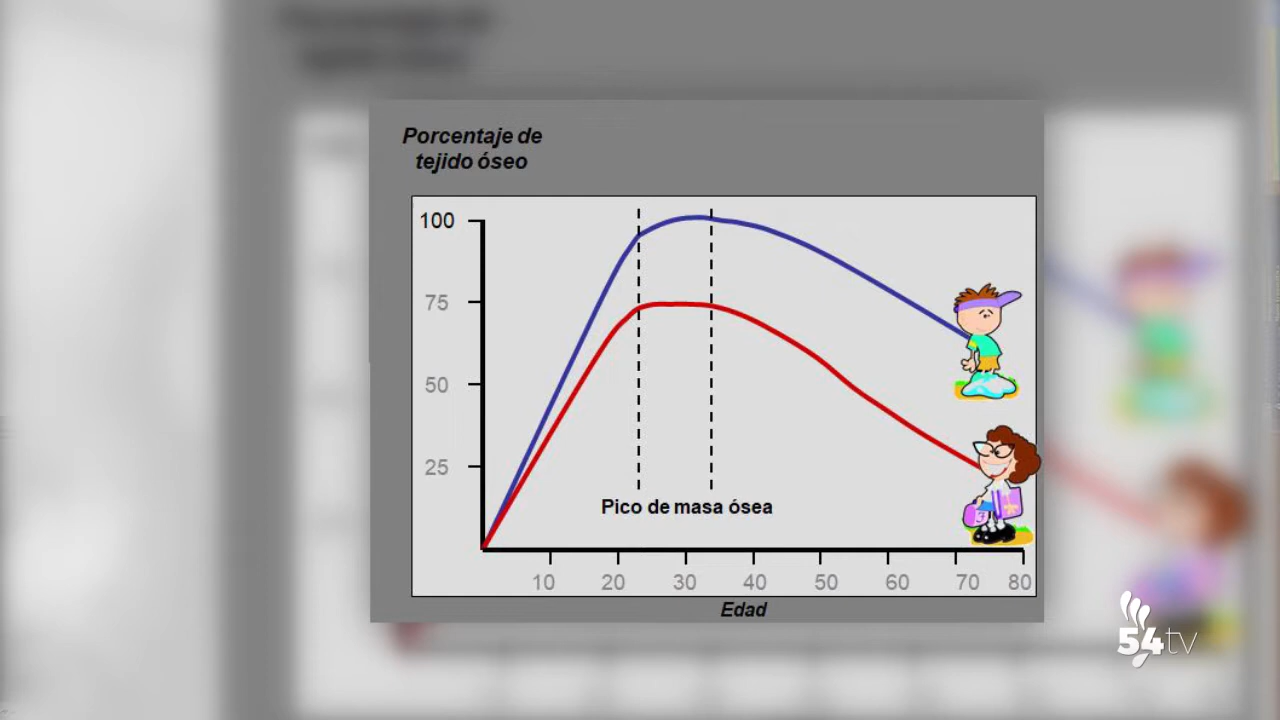 Porcentaje de
tejido óseo
100
75
50
25
Pico de masa ósea
10 20 30 40 50 60 70 80
Edad
54tv